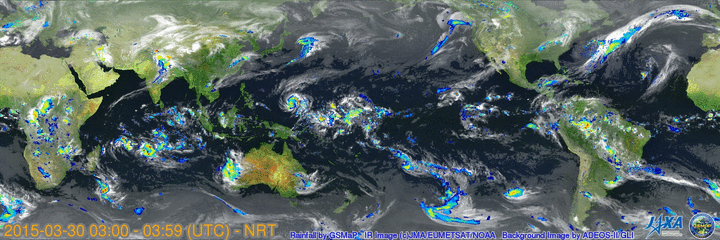 2015-03-30 03:00 - 03:59 (UTC) - NRT
Rainfall by GSMaP IR Image (c)JMA/EUMETSAT/NOAA Background Image by ADEOS-II GLI
JAXA